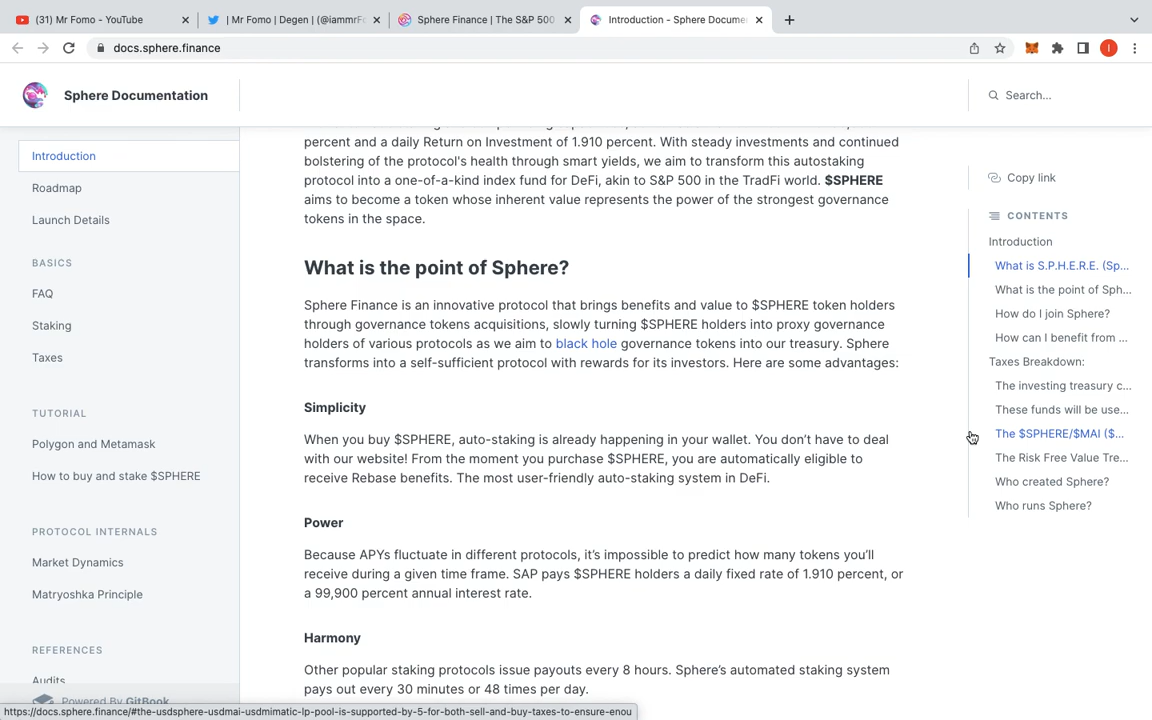 (31) Mr Fomo - YouTube
| Mr Fomo | Degen | (@iammrFo
Sphere Finance | The S&P 500
Introduction - Sphere Docume
docs.sphere.finance
I
Sphere Documentation
Search...
Introduction
Roadmap
Launch Details
BASICS
FAQ
Staking
Taxes
TUTORIAL
Polygon and Metamask
How to buy and stake $SPHERE
PROTOCOL INTERNALS
Market Dynamics
Matryoshka Principle
REFERENCES
Audits
Powered By GitBook
percent and a daily Return on Investment of 1.910 percent. With steady investments and continued
bolstering of the protocol's health through smart yields, we aim to transform this autostaking
protocol into a one-of-a-kind index fund for DeFi, akin to S&P 500 in the TradFi world. $SPHERE
aims to become a token whose inherent value represents the power of the strongest governance
tokens in the space.
What is the point of Sphere?
Sphere Finance is an innovative protocol that brings benefits and value to $SPHERE token holders
through governance tokens acquisitions, slowly turning $SPHERE holders into proxy governance
holders of various protocols as we aim to black hole governance tokens into our treasury. Sphere
transforms into a self-sufficient protocol with rewards for its investors. Here are some advantages:
Simplicity
When you buy $SPHERE, auto-staking is already happening in your wallet. You don't have to deal
with our website! From the moment you purchase $SPHERE, you are automatically eligible to
receive Rebase benefits. The most user-friendly auto-staking system in DeFi.
Power
Because APYs fluctuate in different protocols, it's impossible to predict how many tokens you'll
receive during a given time frame. SAP pays $SPHERE holders a daily fixed rate of 1.910 percent, or
a 99,900 percent annual interest rate.
Harmony
Other popular staking protocols issue payouts every 8 hours. Sphere's automated staking system
pays out every 30 minutes or 48 times per day.
Copy link
CONTENTS
Introduction
What is S.P.H.E.R.E. (Sp...
What is the point of Sph...
How do I join Sphere?
How can I benefit from ...
Taxes Breakdown:
The investing treasury c...
These funds will be use...
The $SPHERE/$MAI ($...
The Risk Free Value Tre...
Who created Sphere?
Who runs Sphere?
https://docs.sphere.finance/#the-usdsphere-usdmai-usdmimatic-lp-pool-is-supported-by-5-for-both-sell-and-buy-taxes-to-ensure-enou